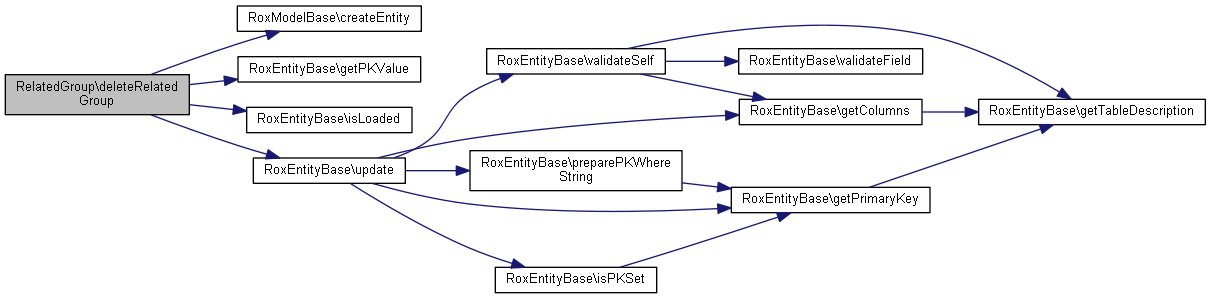 RelatedGroup\deleteRelated
Group
RoxModelBase\createEntity
RoxEntityBase\getPKValue
RoxEntityBase\isLoaded
RoxEntityBase\update
RoxEntityBase\validateSelf
RoxEntityBase\preparePKWhere
String
RoxEntityBase\isPKSet
RoxEntityBase\validateField
RoxEntityBase\getColumns
RoxEntityBase\getPrimaryKey
RoxEntityBase\getTableDescription